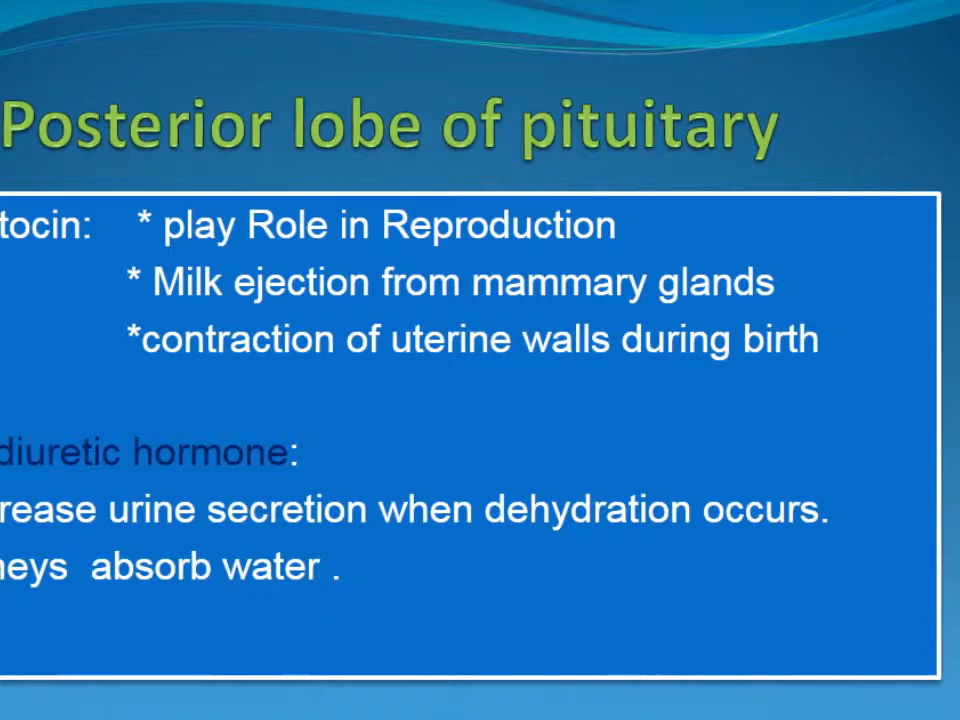 Posterior lobe of pituitary
tocin: * play Role in Reproduction
* Milk ejection from mammary glands
*contraction of uterine walls during birth
diuretic hormone:
rease urine secretion when dehydration occurs.
neys absorb water .